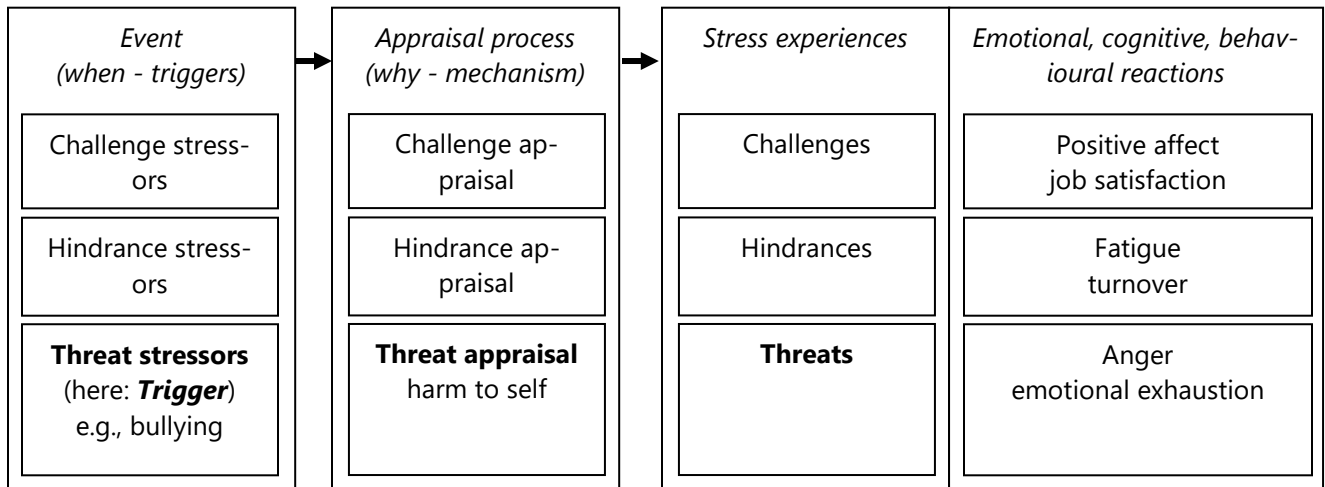 Event
(when - triggers)
Challenge stress-
ors
Hindrance stress-
ors
Threat stressors
(here: Trigger)
e.g., bullying
Appraisal process
(why - mechanism)
Challenge ap-
praisal
Hindrance ap-
praisal
Threat appraisal
harm to self
Stress experiences
Challenges
Hindrances
Threats
Emotional, cognitive, behav-
ioural reactions
Positive affect
job satisfaction
Fatigue
turnover
Anger
emotional exhaustion